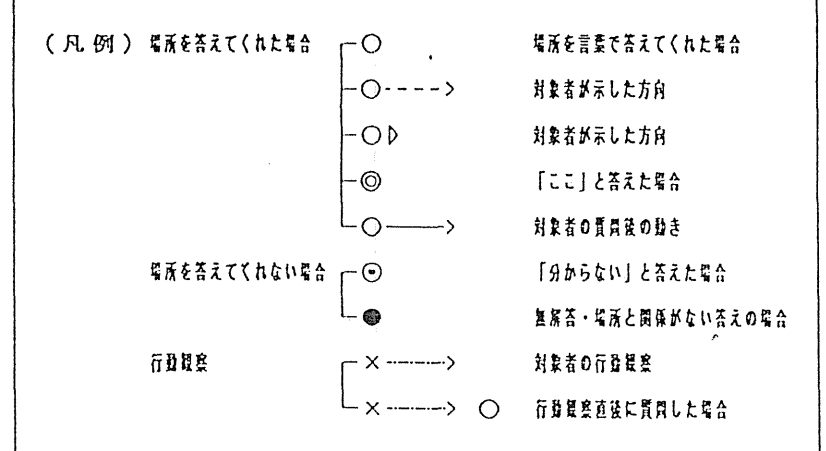 (凡例) 場所を答えてくれた場合 場所を言葉で答えてくれた場合
対象者が示した方向
対象者が示した方向
「ここ」と答えた場合
対象者の質問後の動き
場所を答えてくれない場合 「分からない」と答えた場合
無解答・場所と関係がない答えの場合
行動観察 対象者の行動観察
行動観察直後に質問した場合